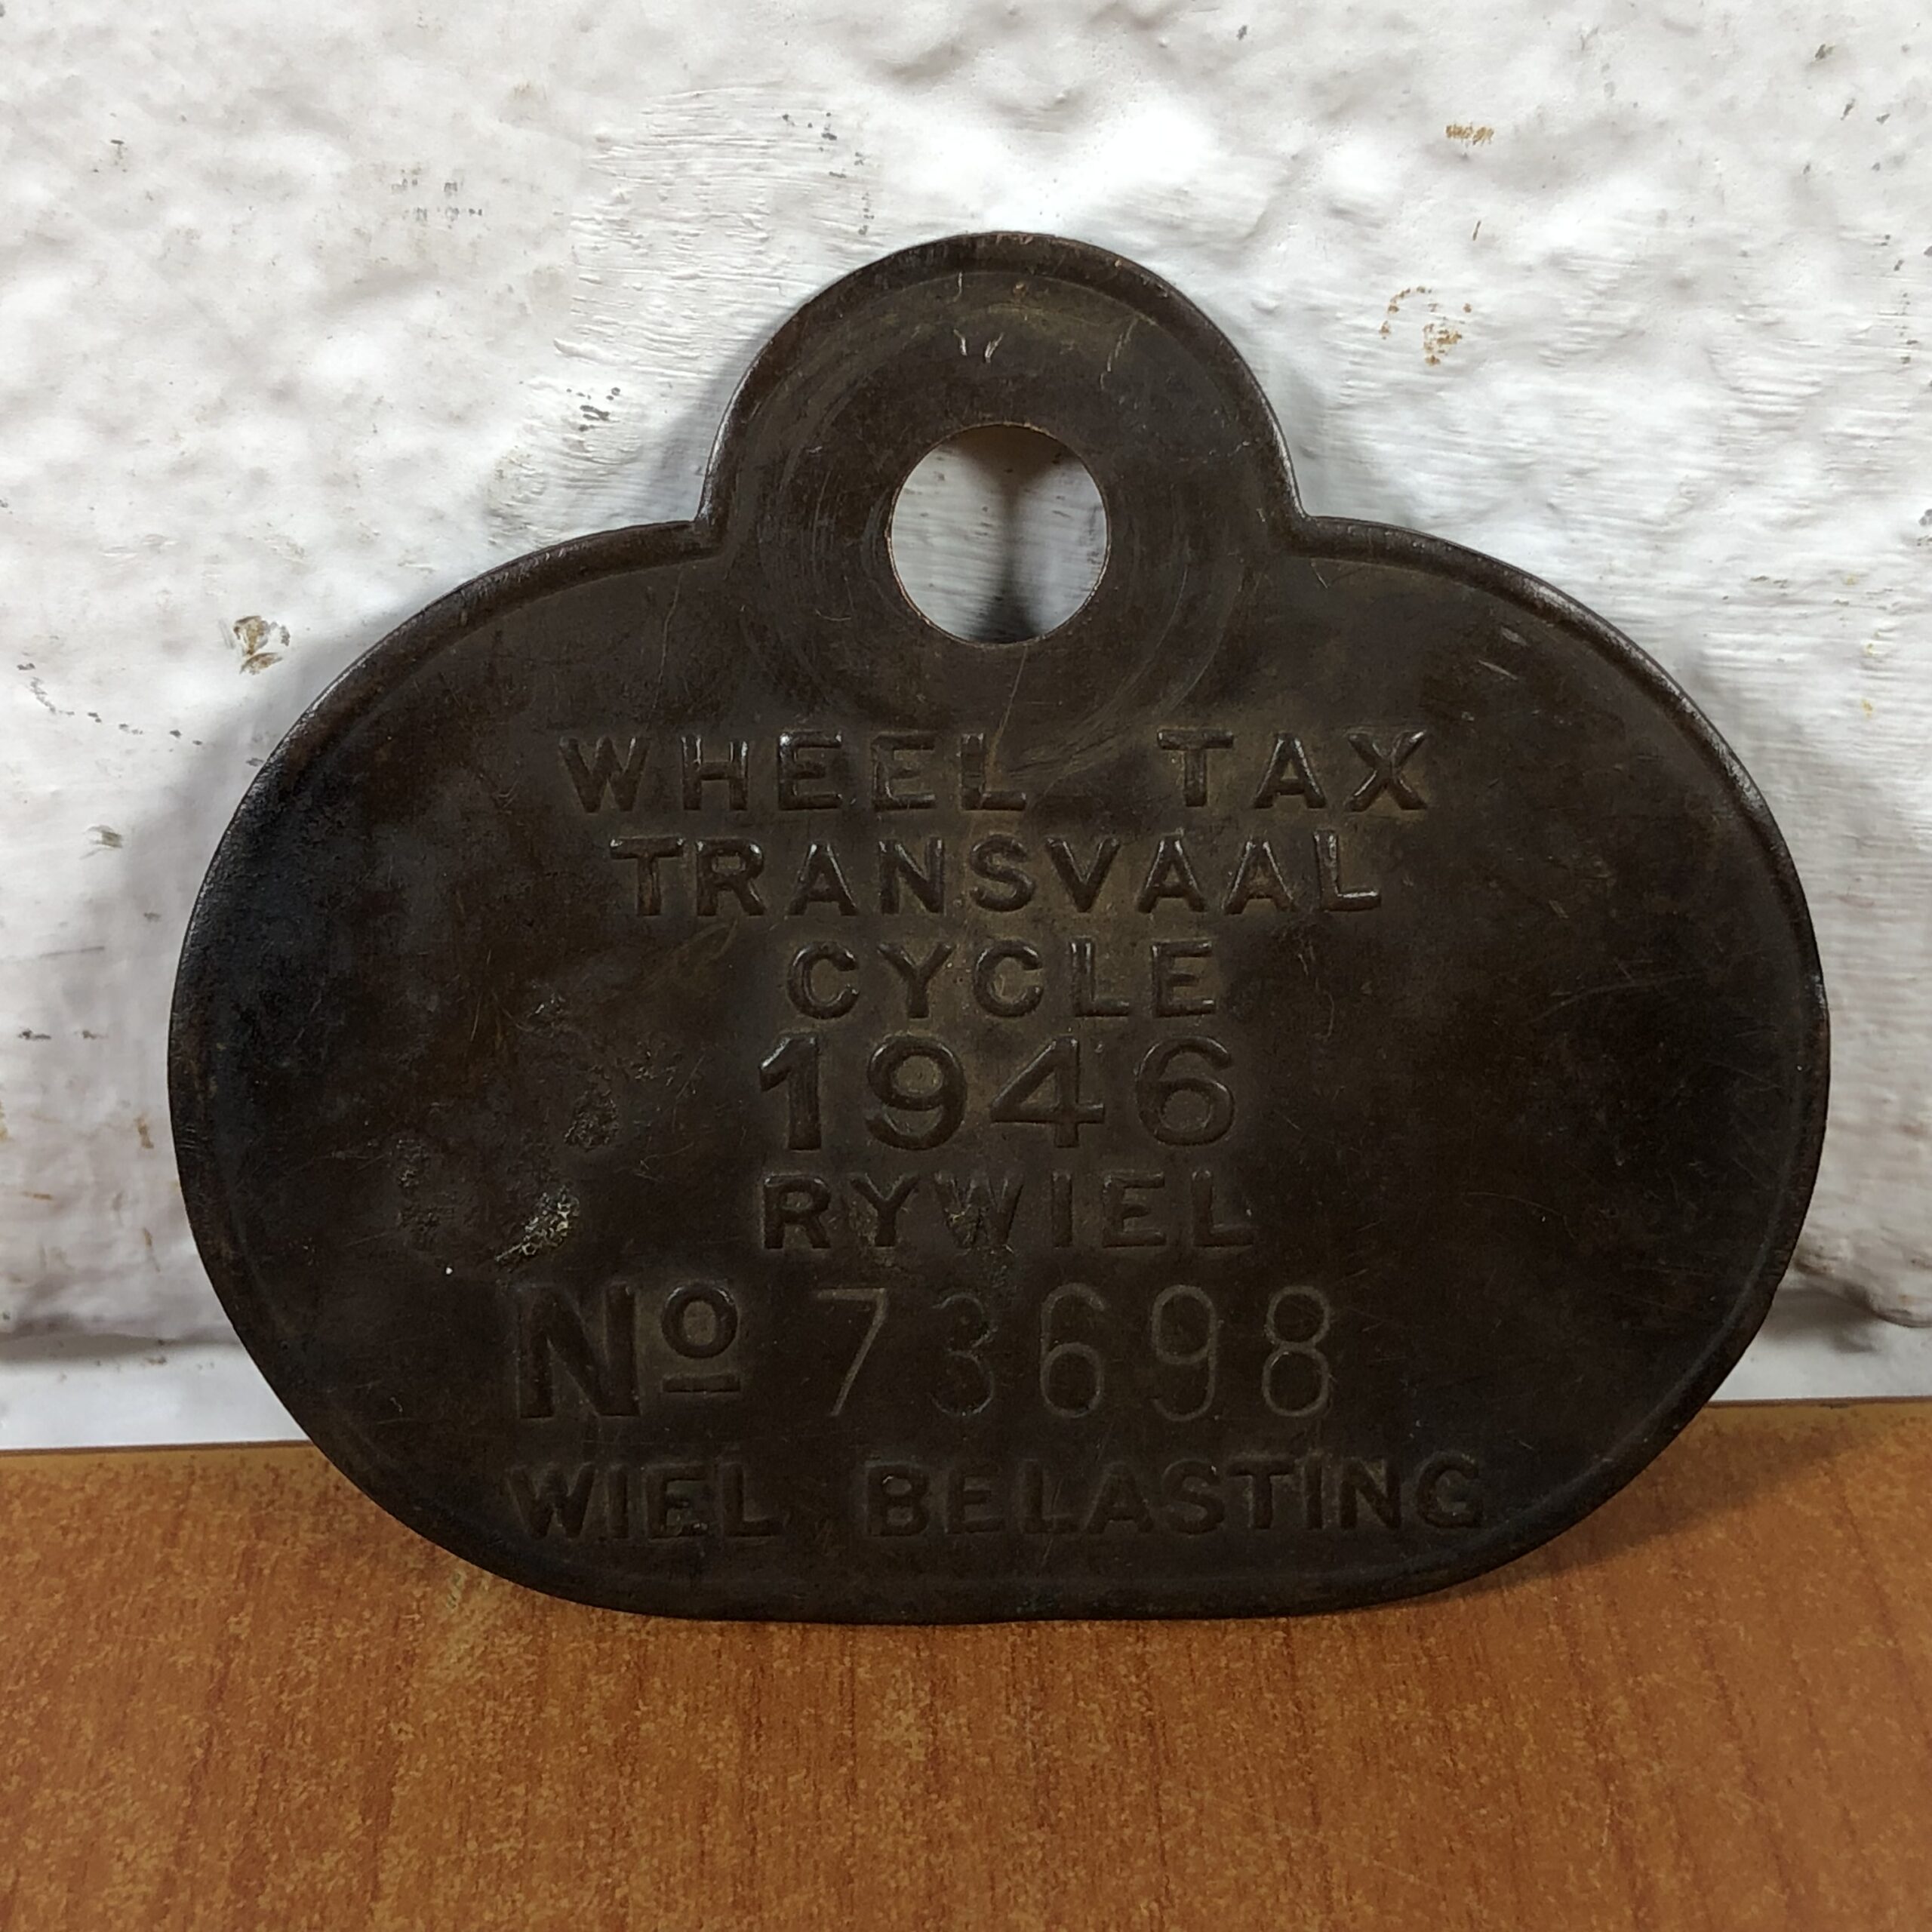 WHEEL TAX
TRANSVAAL
CYCLE
1946
RYWIEL
Nº 73698
WIEL BELASTING